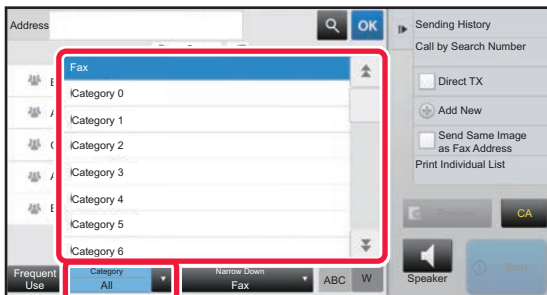 Address
OK
Fax
Category 0
Category 1
Category 2
Category 3
Category 4
Category 5
Category 6
Frequent
Use
Category
All
Narrow Down
Fax
ABC
W
Sending History
Call by Search Number
Direct TX
Add New
Send Same Image
as Fax Address
Print Individual List
Preview
CA
Speaker
Start